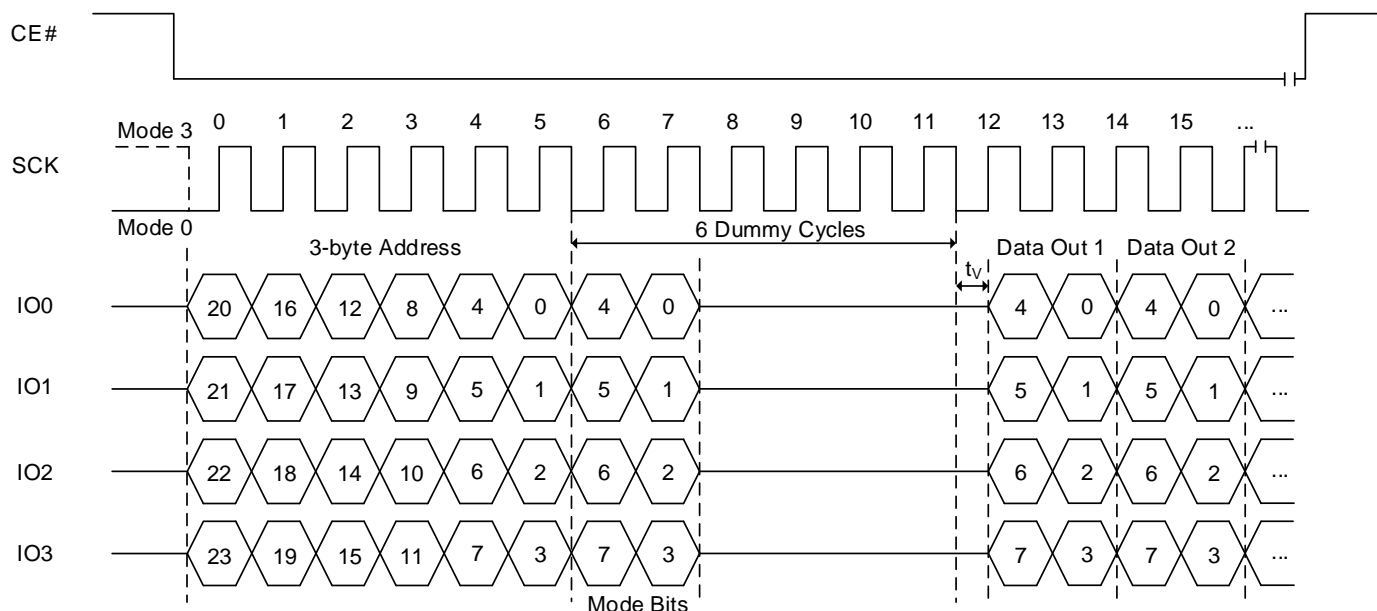 CE#
Mode 3
0 1 2 3 4 5 6 7 8 9 10 11 12 13 14 15 ...
SCK
Mode 0
6 Dummy Cycles
3-byte Address
Data Out 1 Data Out 2
tV
IO0 20 16 12 8 4 0 4 0 4 0 4 0 ...
IO1 21 17 13 9 5 1 5 1 5 1 5 1 ...
IO2 22 18 14 10 6 2 6 2 6 2 6 2 ...
IO3 23 19 15 11 7 3 7 3 7 3 7 3 ...
Mode Bits